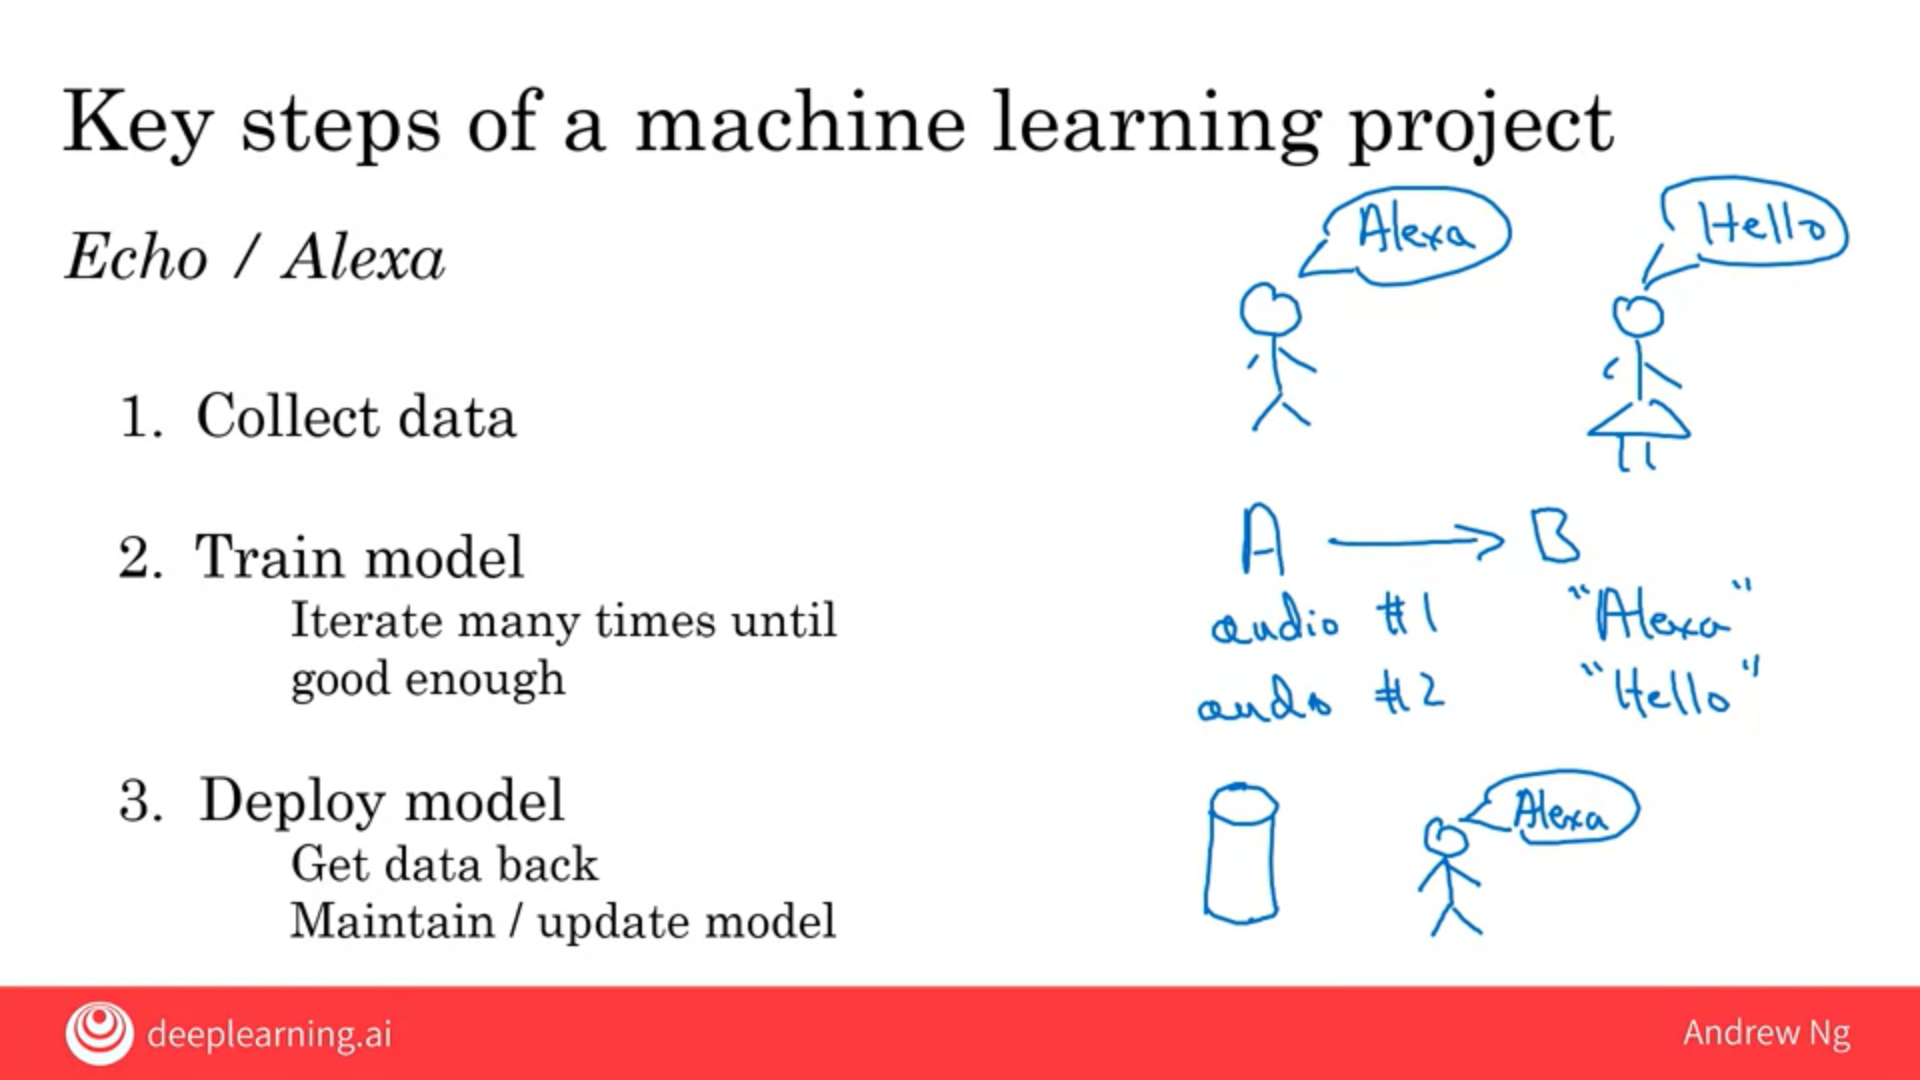 Key steps of a machine learning project
Echo / Alexa
Alexa
Hello
1. Collect data
2. Train model
Iterate many times until
good enough
A → B
audio #1 "Alexa"
audio #2 "Hello"
3. Deploy model
Get data back
Maintain / update model
Alexa
deeplearning.ai
Andrew Ng